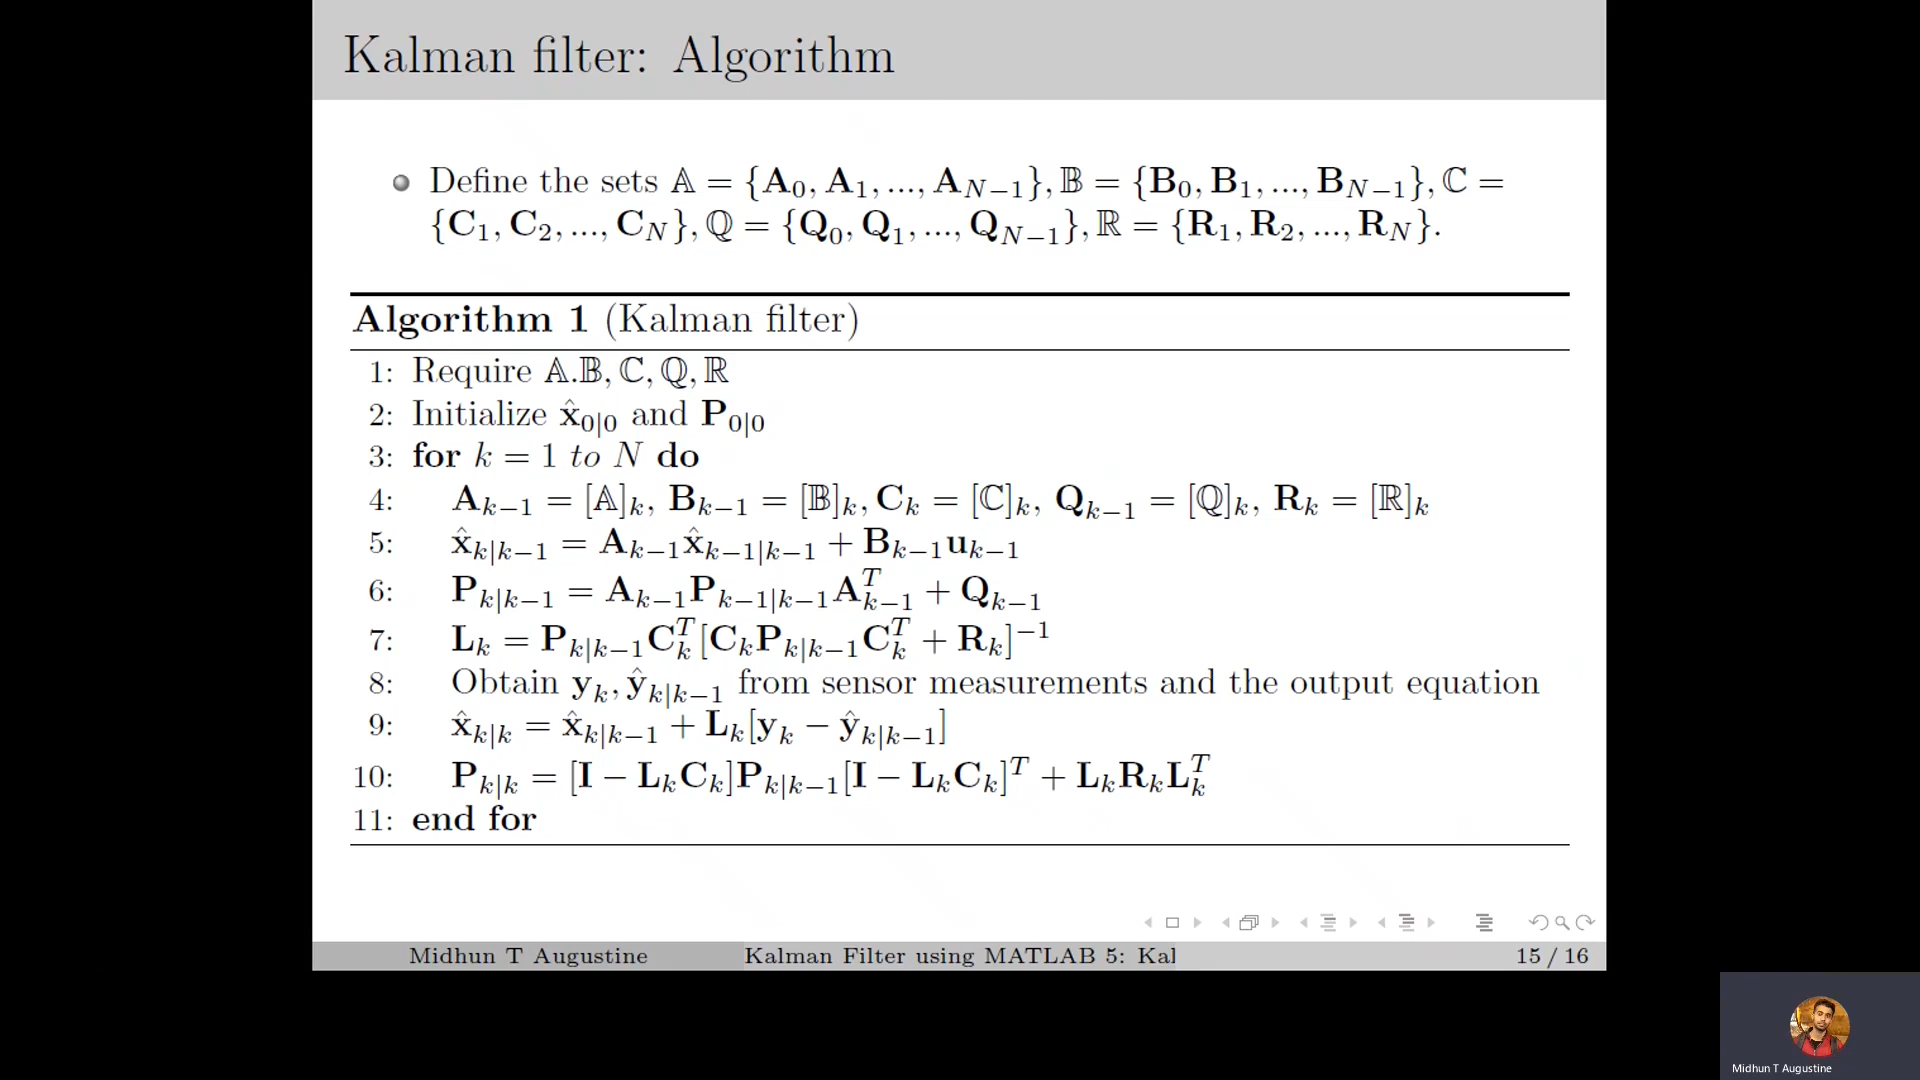 Kalman filter: Algorithm
Define the sets 𝔸 = {𝐀₀, 𝐀₁, ..., 𝐀_{N−1}}, 𝔹 = {𝐁₀, 𝐁₁, ..., 𝐁_{N−1}}, ℂ =
{𝐂₁, 𝐂₂, ..., 𝐂_N}, ℚ = {𝐐₀, 𝐐₁, ..., 𝐐_{N−1}}, ℝ = {𝐑₁, 𝐑₂, ..., 𝐑_N}.
Algorithm 1 (Kalman filter)
1: Require 𝔸.𝔹, ℂ, ℚ, ℝ
2: Initialize x̂_{0|0} and P_{0|0}
3: for k = 1 to N do
4: A_{k−1} = [𝔸]_k, B_{k−1} = [𝔹]_k, C_k = [ℂ]_k, Q_{k−1} = [ℚ]_k, R_k = [ℝ]_k
5: x̂_{k|k−1} = A_{k−1}x̂_{k−1|k−1} + B_{k−1}u_{k−1}
6: P_{k|k−1} = A_{k−1}P_{k−1|k−1}A^T_{k−1} + Q_{k−1}
7: L_k = P_{k|k−1}C^T_k[C_kP_{k|k−1}C^T_k + R_k]^{−1}
8: Obtain y_k, ŷ_{k|k−1} from sensor measurements and the output equation
9: x̂_{k|k} = x̂_{k|k−1} + L_k[y_k − ŷ_{k|k−1}]
10: P_{k|k} = [I − L_kC_k]P_{k|k−1}[I − L_kC_k]^T + L_kR_kL^T_k
11: end for
Midhun T Augustine Kalman Filter using MATLAB 5: Kal 15 / 16
Midhun T Augustine